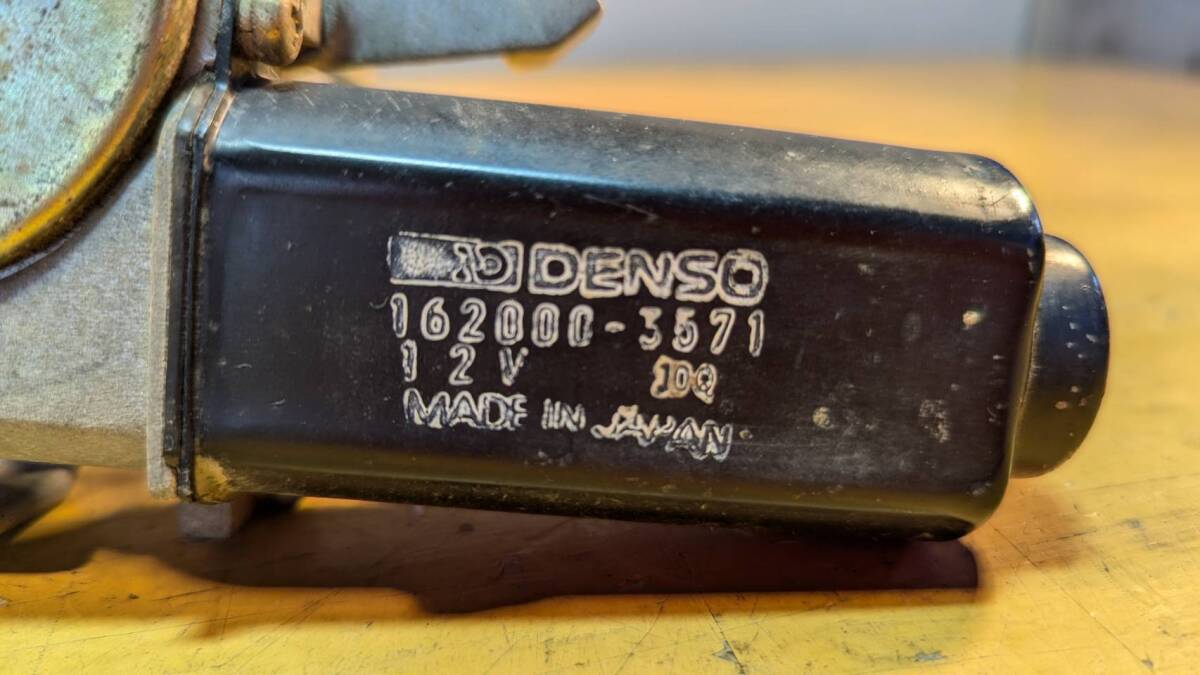 DENSO
162000-3571
12V 10Q
MADE IN JAPAN